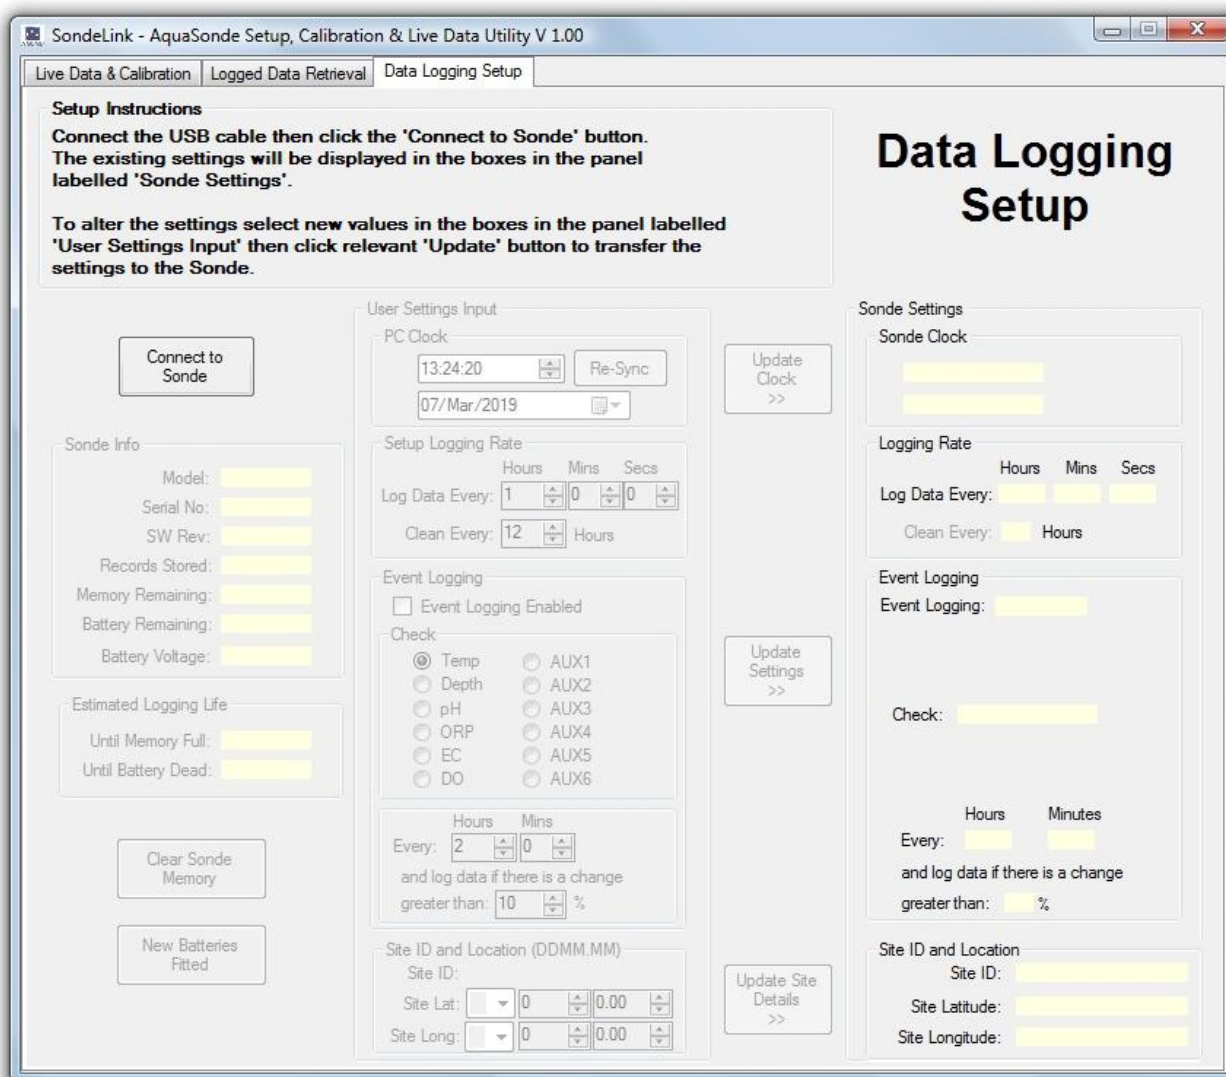 SondeLink - AquaSonde Setup, Calibration & Live Data Utility V 1.00
Live Data & Calibration
Logged Data Retrieval
Data Logging Setup
Setup Instructions
Connect the USB cable then click the 'Connect to Sonde' button.
The existing settings will be displayed in the boxes in the panel
labelled 'Sonde Settings'.
To alter the settings select new values in the boxes in the panel labelled
'User Settings Input' then click relevant 'Update' button to transfer the
settings to the Sonde.
Data Logging
Setup
Connect to
Sonde
Sonde Info
Model:
Serial No:
SW Rev:
Records Stored:
Memory Remaining:
Battery Remaining:
Battery Voltage:
Estimated Logging Life
Until Memory Full:
Until Battery Dead:
Clear Sonde
Memory
New Batteries
Fitted
User Settings Input
PC Clock
13:24:20
Re-Sync
07/Mar/2019
Setup Logging Rate
Hours Mins Secs
Log Data Every: 1 0 0
Clean Every: 12 Hours
Event Logging
Event Logging Enabled
Check
Temp AUX1
Depth AUX2
pH AUX3
ORP AUX4
EC AUX5
DO AUX6
Hours Mins
Every: 2 0
and log data if there is a change
greater than: 10 %
Site ID and Location (DDMM.MM)
Site ID:
Site Lat: 0 0.00
Site Long: 0 0.00
Update
Clock
>>
Update
Settings
>>
Update Site
Details
>>
Sonde Settings
Sonde Clock
Logging Rate
Hours Mins Secs
Log Data Every:
Clean Every: Hours
Event Logging
Event Logging:
Check:
Hours Minutes
Every:
and log data if there is a change
greater than: %
Site ID and Location
Site ID:
Site Latitude:
Site Longitude: